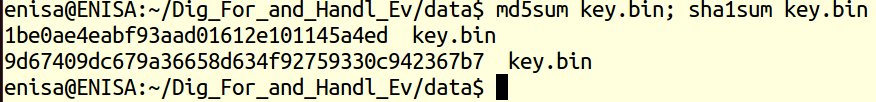 enisa@ENISA:~/Dig_For_and_Handl_Ev/data$ md5sum key.bin; sha1sum key.bin
1be0ae4eabf93aad01612e101145a4ed  key.bin
9d67409dc679a36658d634f92759330c942367b7  key.bin
enisa@ENISA:~/Dig_For_and_Handl_Ev/data$